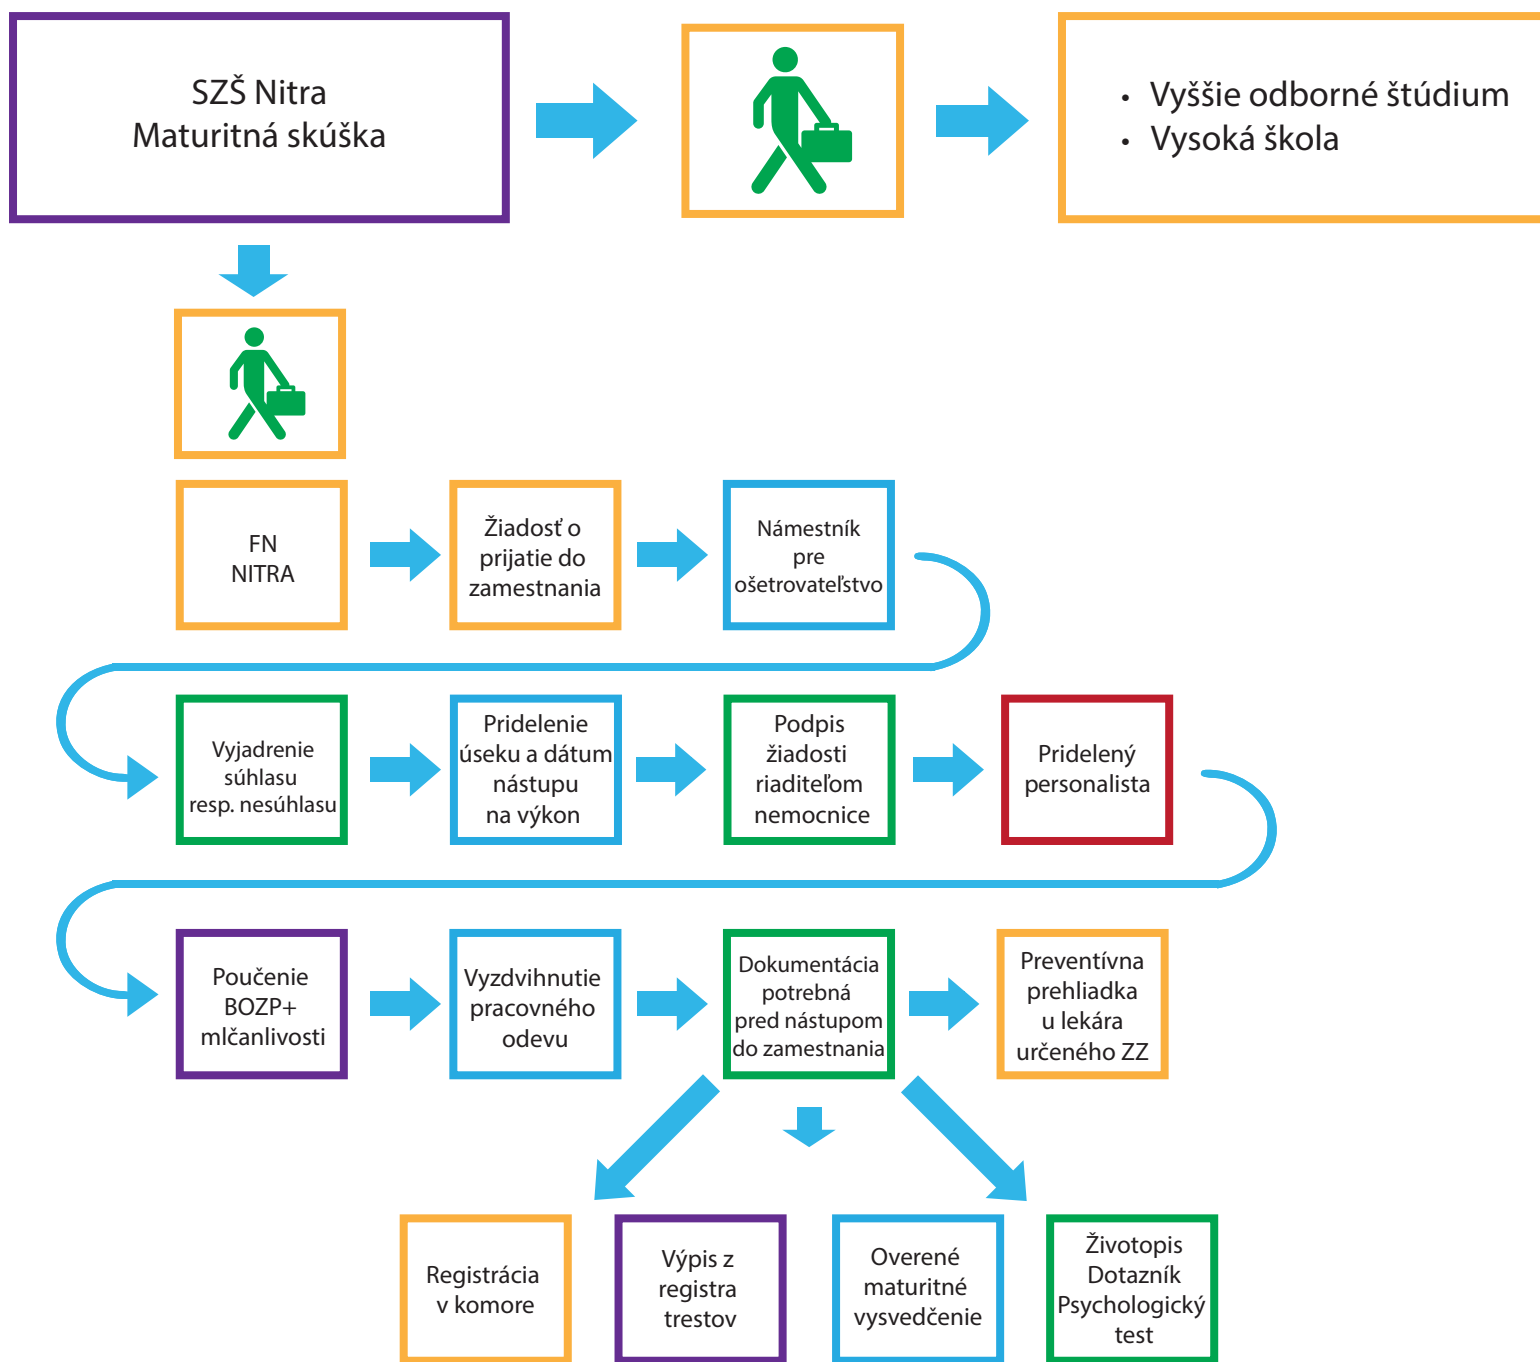 SZŠ Nitra
Maturitná skúška
• Vyššie odborné štúdium
• Vysoká škola
FN
NITRA
Žiadosť o
prijatie do
zamestnania
Námestník
pre
ošetrovateľstvo
Vyjadrenie
súhlasu
resp. nesúhlasu
Pridelenie
úseku a dátum
nástupu
na výkon
Podpis
žiadosti
riaditeľom
nemocnice
Pridelený
personalista
Poučenie
BOZP+
mlčanlivosti
Vyzdvihnutie
pracovného
odevu
Dokumentácia
potrebná
pred nástupom
do zamestnania
Preventívna
prehliadka
u lekára
určeného ZZ
Registrácia
v komore
Výpis z
registra
trestov
Overené
maturitné
vysvedčenie
Životopis
Dotazník
Psychologický
test